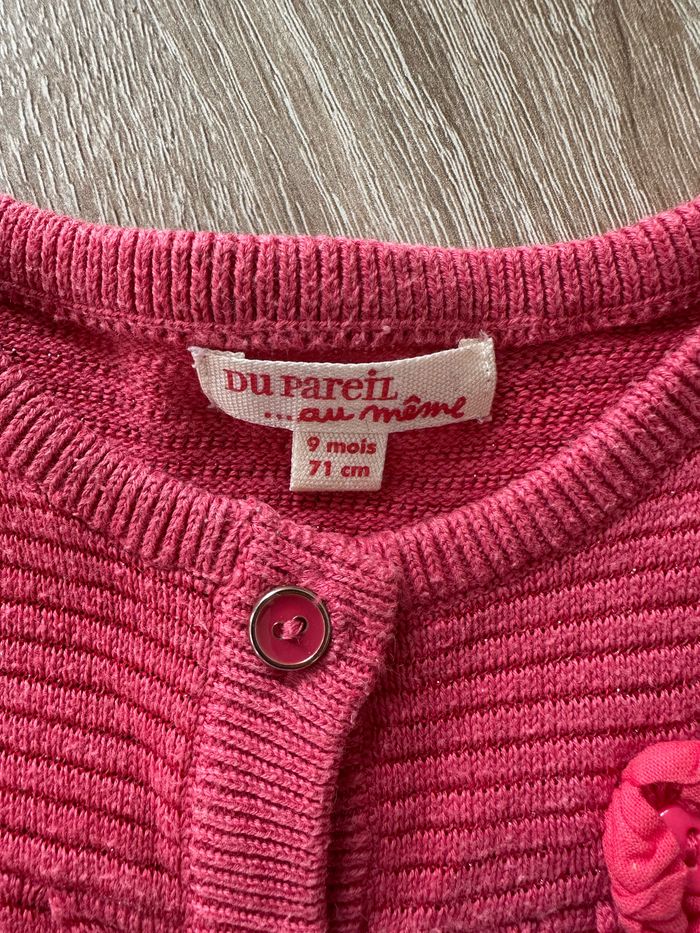 DU PAREIL
...au même
9 mois
71 cm